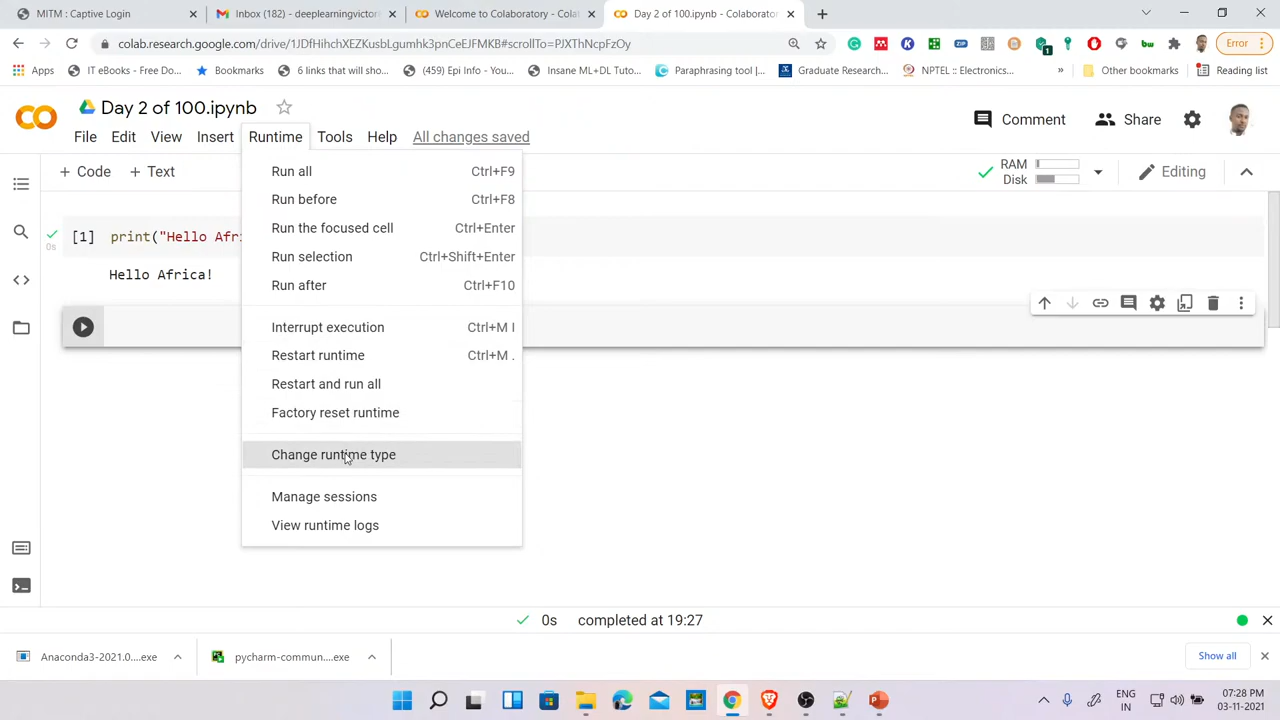 MITM : Captive Login
Inbox (182) - deeplearningvictor
Welcome to Colaboratory - Colab
Day 2 of 100.ipynb - Colaborator
colab.research.google.com/drive/1JDfHihchXEZKusbLgumhk3pnCeEJFMKB#scrollTo=PJXThNcpFzOy
Error
Apps
IT eBooks - Free Do...
Bookmarks
6 links that will sho...
(459) Epi Info - You...
Insane ML+DL Tuto...
Paraphrasing tool |...
Graduate Research...
NPTEL :: Electronics...
»
Other bookmarks
Reading list
Day 2 of 100.ipynb
Comment
Share
File Edit View Insert Runtime Tools Help All changes saved
+ Code + Text
RAM
Disk
Editing
Run all Ctrl+F9
Run before Ctrl+F8
Run the focused cell Ctrl+Enter
Run selection Ctrl+Shift+Enter
Run after Ctrl+F10
Interrupt execution Ctrl+M I
Restart runtime Ctrl+M .
Restart and run all
Factory reset runtime
Change runtime type
Manage sessions
View runtime logs
0s
[1] print("Hello Afri
Hello Africa!
0s completed at 19:27
Anaconda3-2021.0....exe
pycharm-commun....exe
Show all
ENG
IN
07:28 PM
03-11-2021